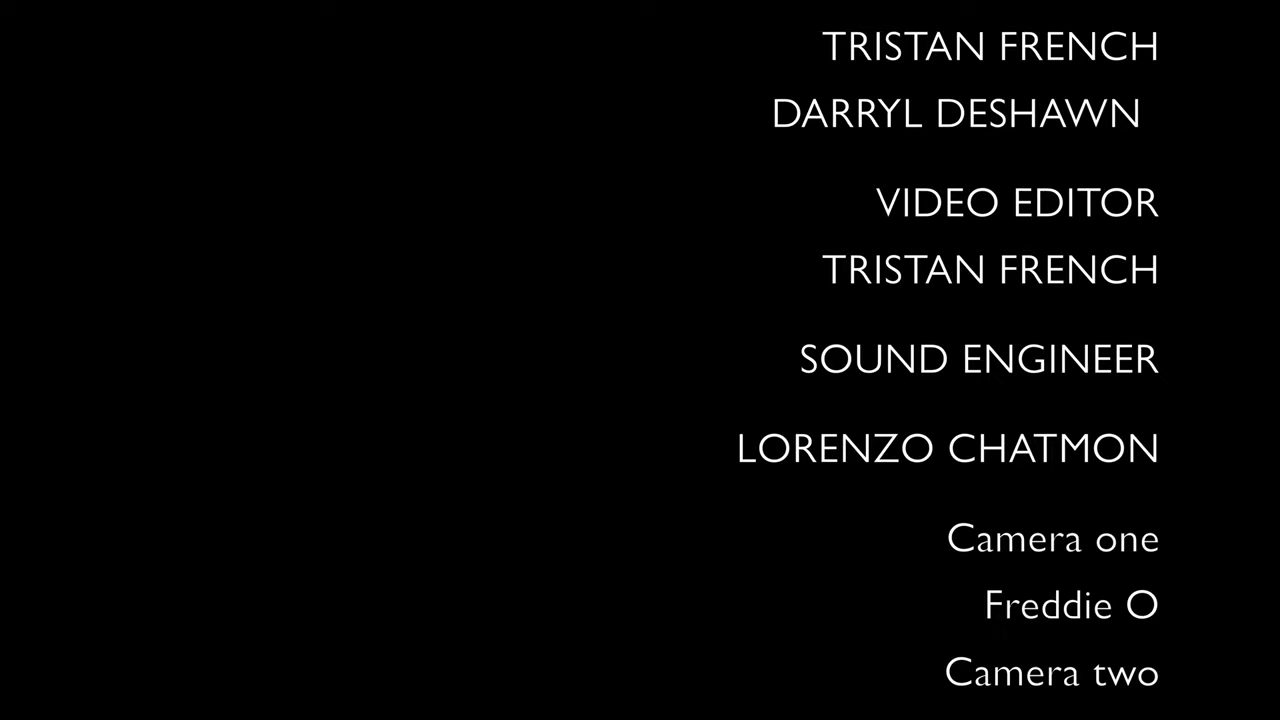 TRISTAN FRENCH
DARRYL DESHAWN
VIDEO EDITOR
TRISTAN FRENCH
SOUND ENGINEER
LORENZO CHATMON
Camera one
Freddie O
Camera two